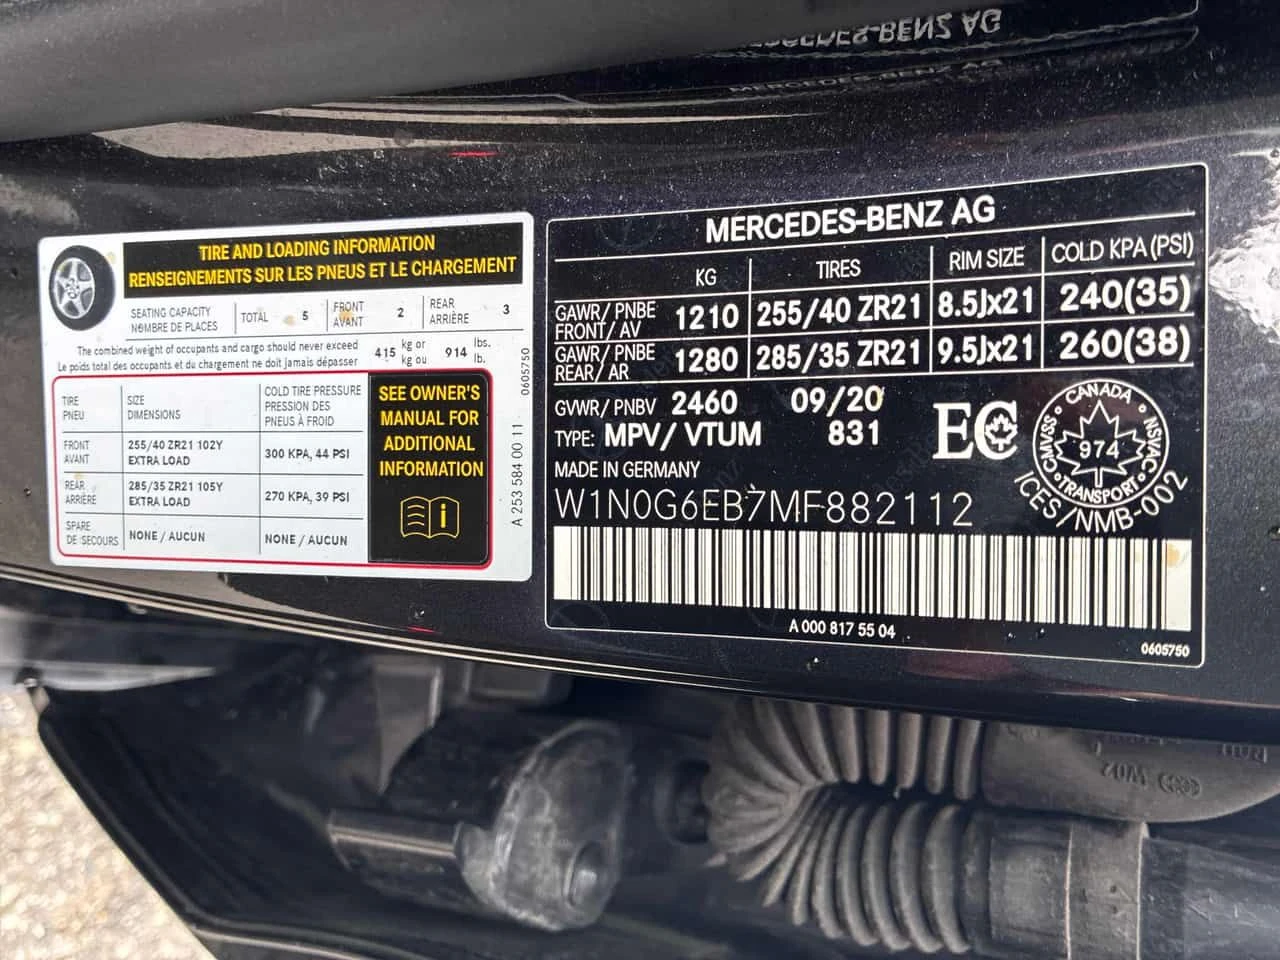 TIRE AND LOADING INFORMATION
RENSEIGNEMENTS SUR LES PNEUS ET LE CHARGEMENT
SEATING CAPACITY
NOMBRE DE PLACES
TOTAL 5
FRONT
AVANT
2
REAR
ARRIÈRE
3
The combined weight of occupants and cargo should never exceed
Le poids total des occupants et du chargement ne doit jamais dépasser
415 kg or
kg ou
914 lbs.
lb.
TIRE
PNEU
SIZE
DIMENSIONS
COLD TIRE PRESSURE
PRESSION DES
PNEUS À FROID
FRONT
AVANT
255/40 ZR21 102Y
EXTRA LOAD
300 KPA, 44 PSI
REAR
ARRIÈRE
285/35 ZR21 105Y
EXTRA LOAD
270 KPA, 39 PSI
SPARE
DE SECOURS
NONE / AUCUN
NONE / AUCUN
SEE OWNER'S
MANUAL FOR
ADDITIONAL
INFORMATION
i
0605750
A 253 584 00 11
MERCEDES-BENZ AG
KG TIRES RIM SIZE COLD KPA (PSI)
GAWR/ PNBE
FRONT/ AV
1210 255/40 ZR21 8.5Jx21 240(35)
GAWR/ PNBE
REAR/ AR
1280 285/35 ZR21 9.5Jx21 260(38)
GVWR/ PNBV 2460 09/20
TYPE: MPV/ VTUM 831
MADE IN GERMANY
W1N0G6EB7MF882112
EC
CANADA
CMVSS NSVAC
974
TRANSPORT
ICES/NMB-002
A 000 817 55 04
0605750